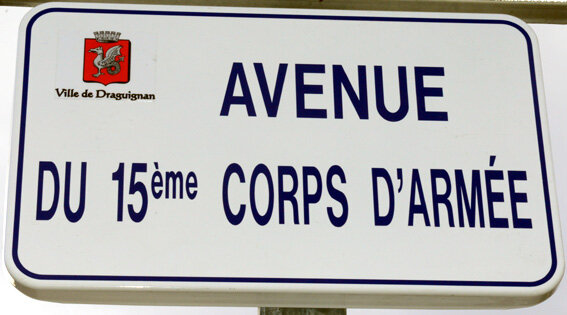 Ville de Draguignan
AVENUE
DU 15ème CORPS D'ARMÉE